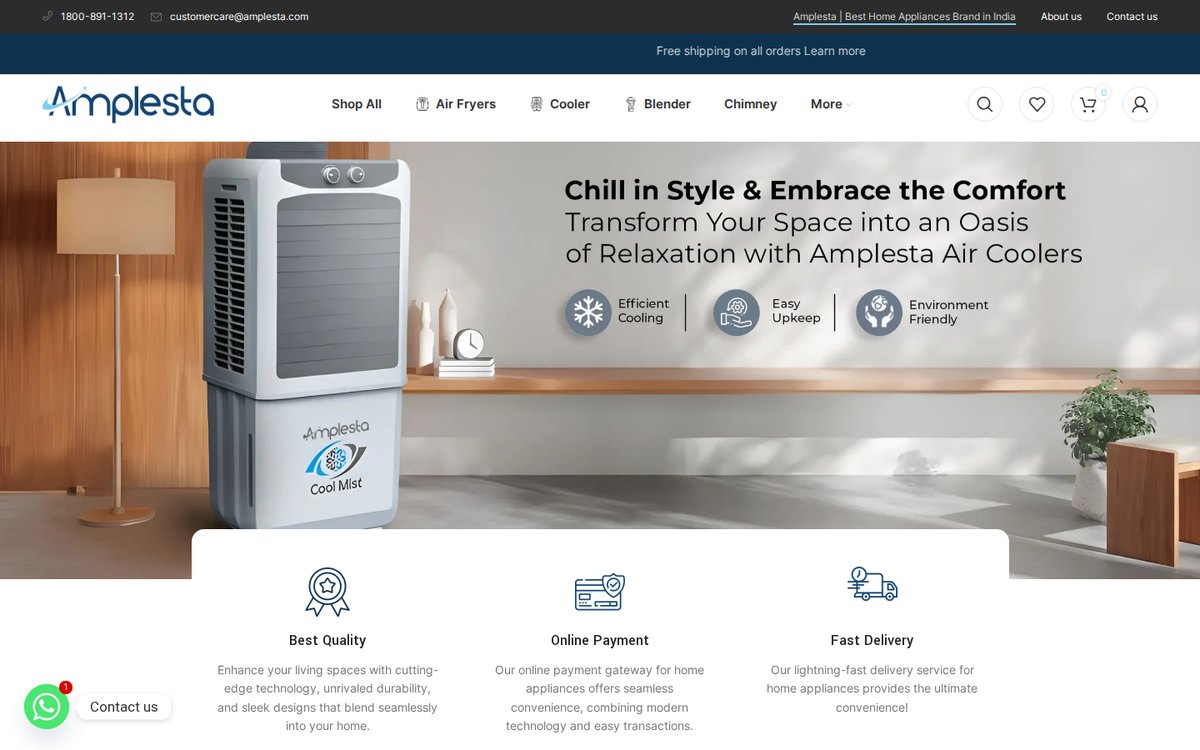 1800-891-1312
customercare@amplesta.com
Amplesta | Best Home Appliances Brand in India
About us
Contact us
Free shipping on all orders Learn more
Amplesta
Shop All
Air Fryers
Cooler
Blender
Chimney
More
0
Chill in Style & Embrace the Comfort
Transform Your Space into an Oasis
of Relaxation with Amplesta Air Coolers
Efficient
Cooling
Easy
Upkeep
Environment
Friendly
Amplesta
Cool MIst
Best Quality
Enhance your living spaces with cutting-
edge technology, unrivaled durability,
and sleek designs that blend seamlessly
into your home.
Online Payment
Our online payment gateway for home
appliances offers seamless
convenience, combining modern
technology and easy transactions.
Fast Delivery
Our lightning-fast delivery service for
home appliances provides the ultimate
convenience!
1
Contact us